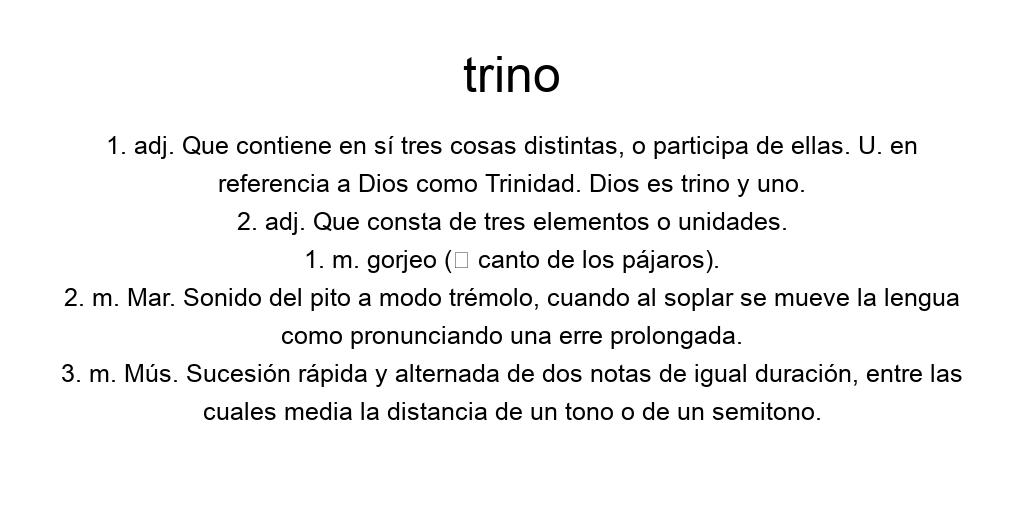 trino
1. adj. Que contiene en sí tres cosas distintas, o participa de ellas. U. en
referencia a Dios como Trinidad. Dios es trino y uno.
2. adj. Que consta de tres elementos o unidades.
1. m. gorjeo (□ canto de los pájaros).
2. m. Mar. Sonido del pito a modo trémolo, cuando al soplar se mueve la lengua
como pronunciando una erre prolongada.
3. m. Mús. Sucesión rápida y alternada de dos notas de igual duración, entre las
cuales media la distancia de un tono o de un semitono.